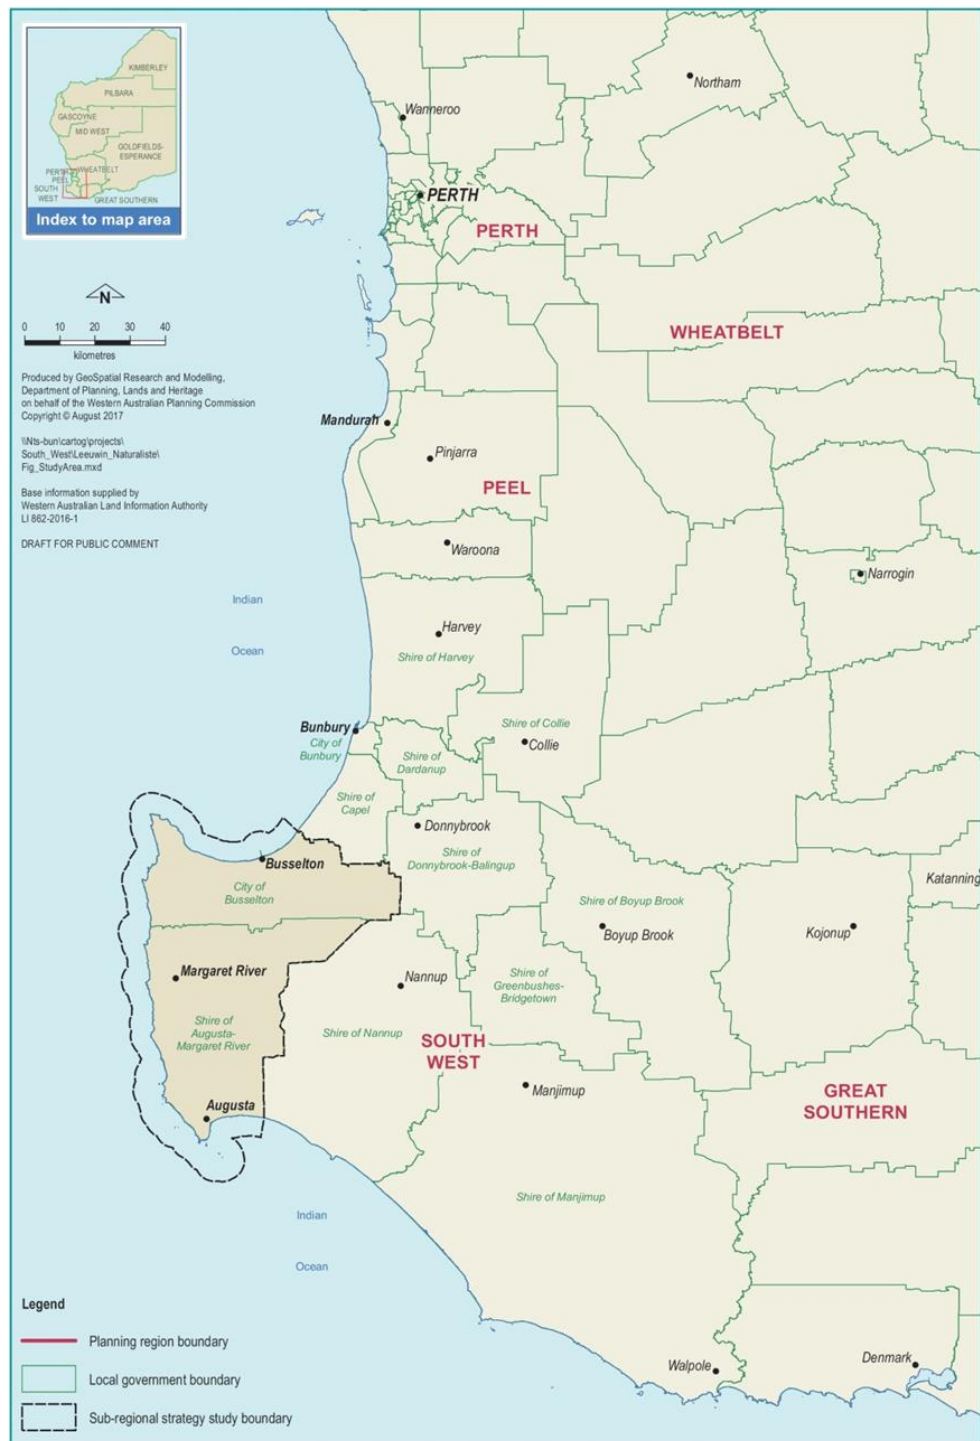 KIMBERLEY
PILBARA
GASCOYNE
MID WEST
GOLDFIELDS-
ESPERANCE
PERTH
PEEL
WHEATBELT
SOUTH
WEST
GREAT SOUTHERN
Index to map area
N
0 10 20 30 40
kilometres
Produced by GeoSpatial Research and Modelling,
Department of Planning, Lands and Heritage
on behalf of the Western Australian Planning Commission
Copyright © August 2017
\\Nts-bun\cartog\projects\
South_West\Leeuwin_Naturaliste\
Fig_StudyArea.mxd
Base information supplied by
Western Australian Land Information Authority
LI 862-2016-1
DRAFT FOR PUBLIC COMMENT
Northam
Wanneroo
PERTH
PERTH
WHEATBELT
Mandurah
Pinjarra
PEEL
Waroona
Narrogin
Indian
Ocean
Harvey
Shire of Harvey
Bunbury
City of
Bunbury
Shire of Collie
Collie
Shire of
Dardanup
Shire of
Capel
Donnybrook
Shire of
Donnybrook-Balingup
Busselton
City of
Busselton
Katanning
Shire of Boyup Brook
Boyup Brook
Kojonup
Margaret River
Nannup
Shire of
Greenbushes-
Bridgetown
Shire of
Augusta-
Margaret River
Shire of Nannup
SOUTH
WEST
Manjimup
GREAT
SOUTHERN
Augusta
Shire of Manjimup
Indian
Ocean
Walpole
Denmark
Legend
Planning region boundary
Local government boundary
Sub-regional strategy study boundary